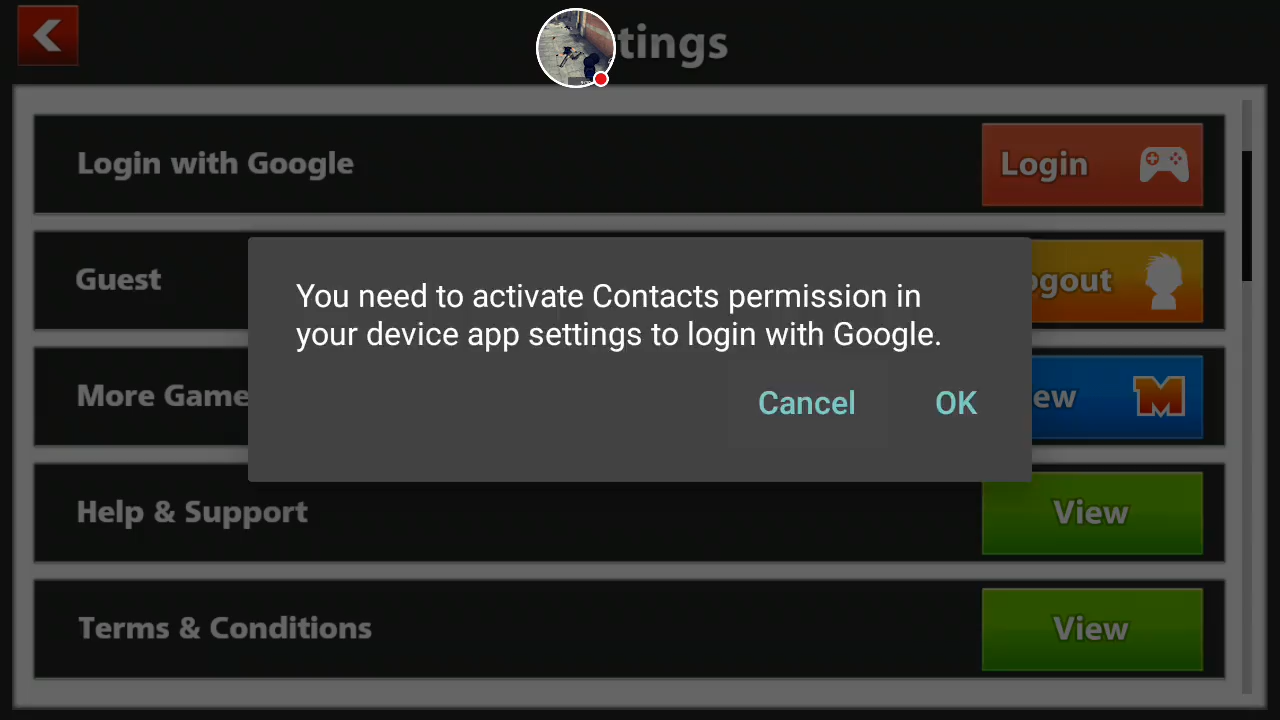 tings
Login with Google
Login
Guest
ogout
You need to activate Contacts permission in
your device app settings to login with Google.
Cancel
OK
More Game
ew
M
Help & Support
View
Terms & Conditions
View